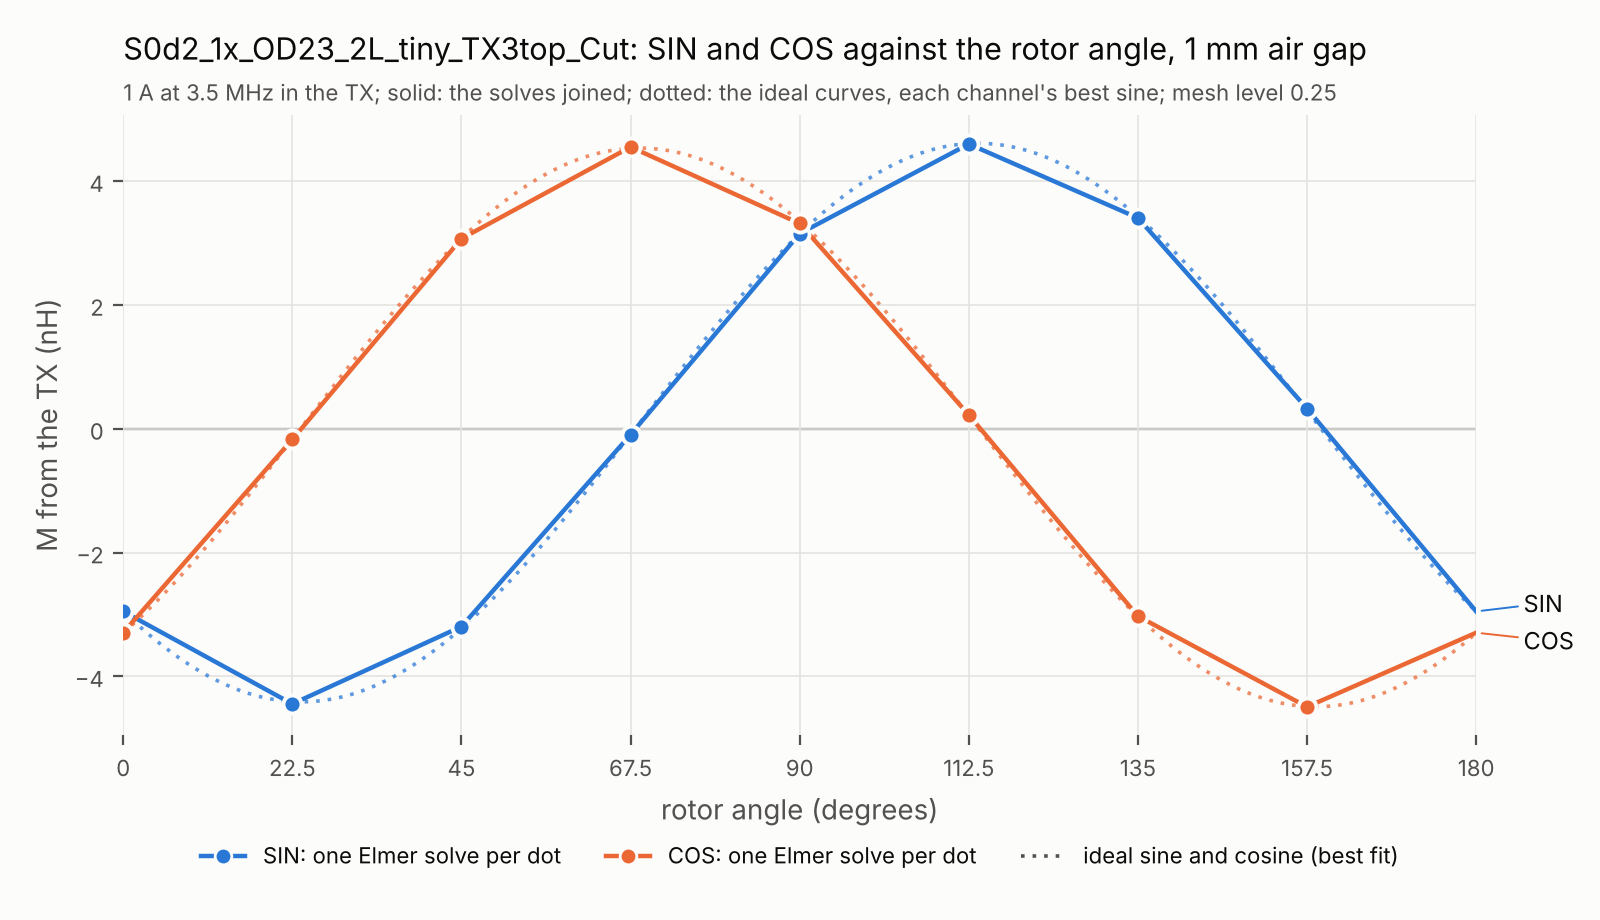 S0d2_1x_OD23_2L_tiny_TX3top_Cut: SIN and COS against the rotor angle, 1 mm air gap
1 A at 3.5 MHz in the TX; solid: the solves joined; dotted: the ideal curves, each channel's best sine; mesh level 0.25
M from the TX (nH)
4
2
0
−2
−4
SIN
COS
0 22.5 45 67.5 90 112.5 135 157.5 180
rotor angle (degrees)
SIN: one Elmer solve per dot COS: one Elmer solve per dot ideal sine and cosine (best fit)